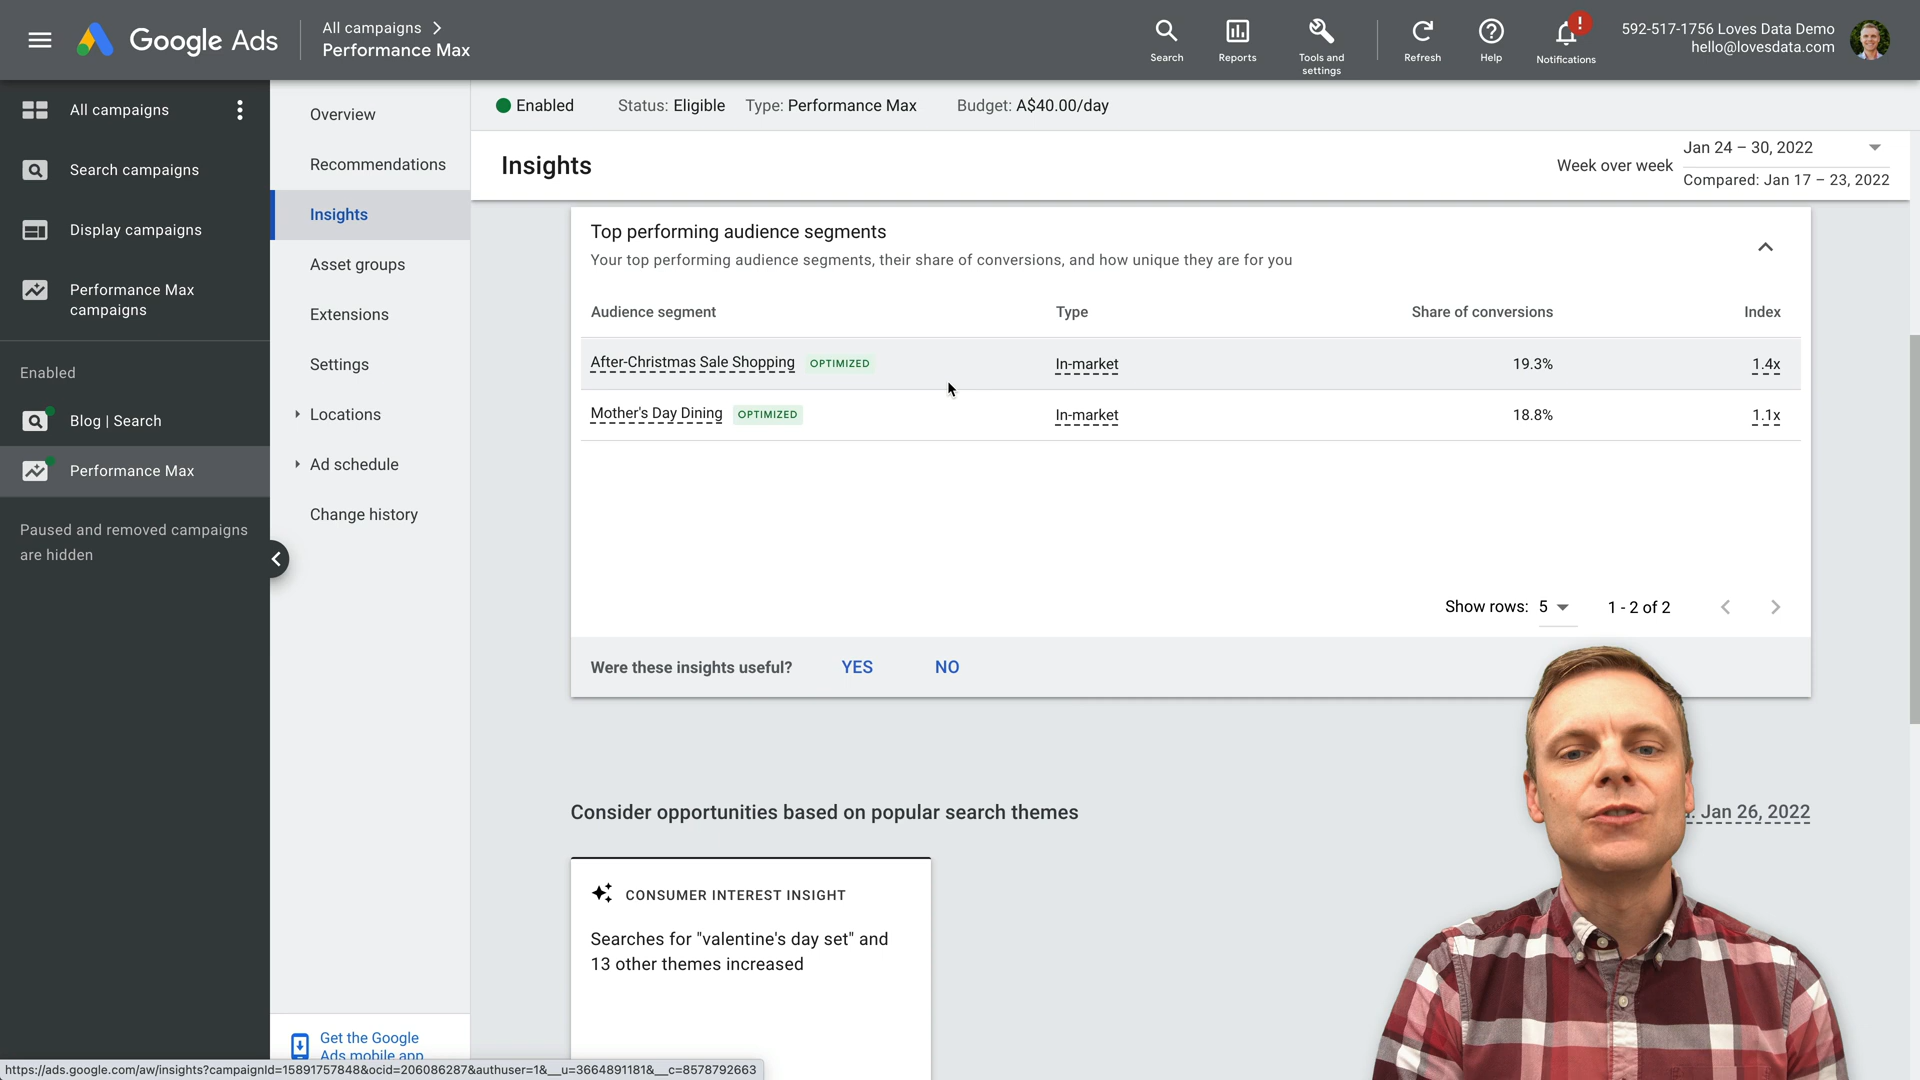 Google Ads
All campaigns
Performance Max
Search
Reports
Tools and
settings
Refresh
Help
!
Notifications
592-517-1756 Loves Data Demo
hello@lovesdata.com
All campaigns
Search campaigns
Display campaigns
Performance Max
campaigns
Enabled
Blog | Search
Performance Max
Paused and removed campaigns
are hidden
Overview
Recommendations
Insights
Asset groups
Extensions
Settings
Locations
Ad schedule
Change history
Get the Google
Ads mobile app
Enabled Status: Eligible Type: Performance Max Budget: A$40.00/day
Insights
Week over week
Jan 24 – 30, 2022
Compared: Jan 17 – 23, 2022
Top performing audience segments
Your top performing audience segments, their share of conversions, and how unique they are for you
Audience segment Type Share of conversions Index
After-Christmas Sale Shopping OPTIMIZED In-market 19.3% 1.4x
Mother's Day Dining OPTIMIZED In-market 18.8% 1.1x
Show rows: 5 1 - 2 of 2
Were these insights useful? YES NO
Consider opportunities based on popular search themes
Jan 26, 2022
CONSUMER INTEREST INSIGHT
Searches for "valentine's day set" and
13 other themes increased
https://ads.google.com/aw/insights?campaignId=15891757848&ocid=206086287&authuser=1&__u=3664891181&__c=8578792663